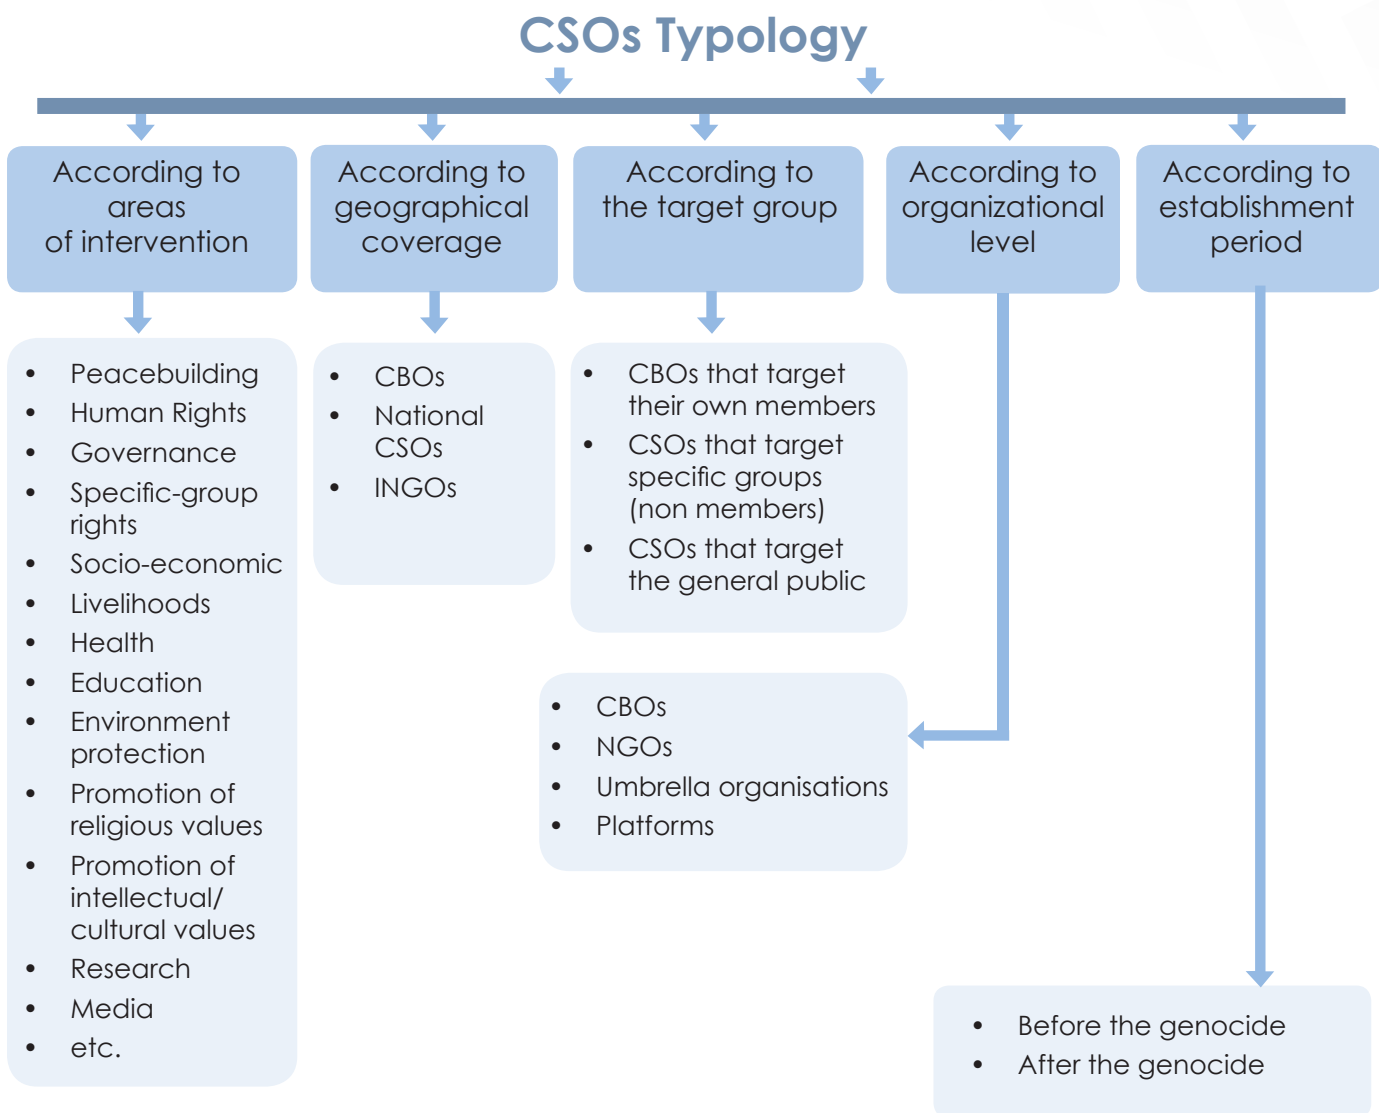 CSOs Typology
According to
areas
of intervention
According to
geographical
coverage
According to
the target group
According to
organizational
level
According to
establishment
period
• Peacebuilding
• Human Rights
• Governance
• Specific-group
rights
• Socio-economic
• Livelihoods
• Health
• Education
• Environment
protection
• Promotion of
religious values
• Promotion of
intellectual/
cultural values
• Research
• Media
• etc.
• CBOs
• National
CSOs
• INGOs
• CBOs that target
their own members
• CSOs that target
specific groups
(non members)
• CSOs that target
the general public
• CBOs
• NGOs
• Umbrella organisations
• Platforms
• Before the genocide
• After the genocide